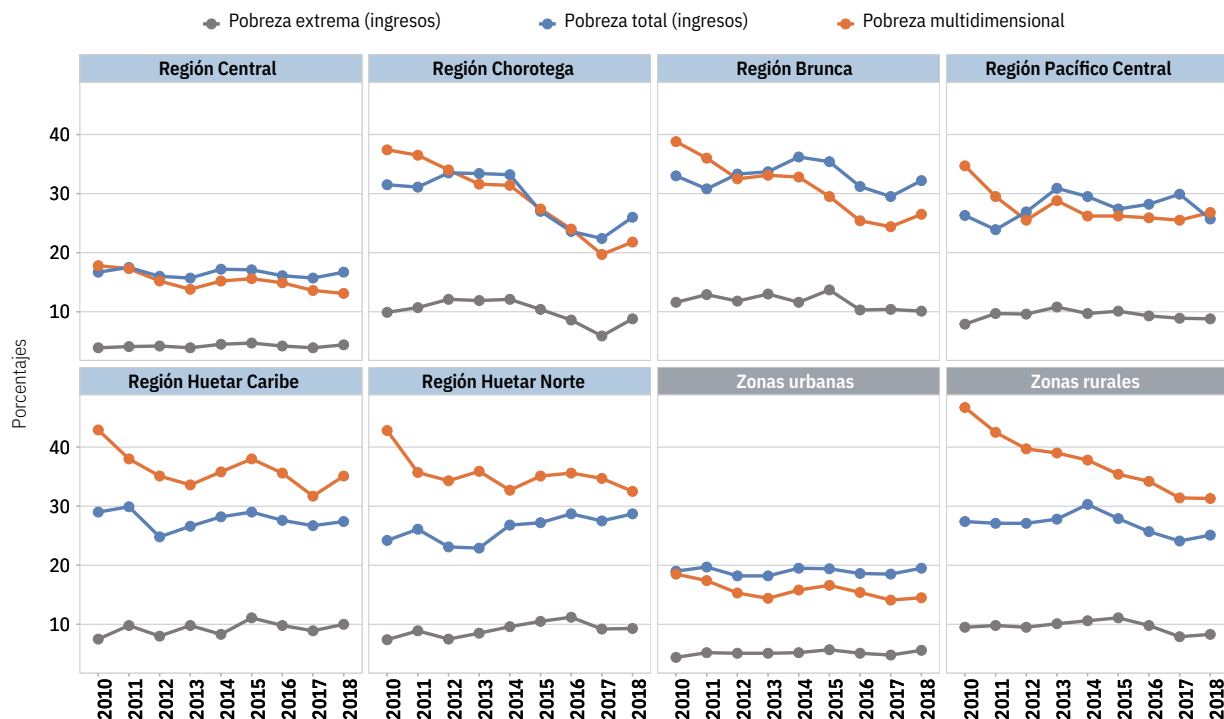 Pobreza extrema (ingresos) Pobreza total (ingresos) Pobreza multidimensional
Región Central Región Chorotega Región Brunca Región Pacífico Central
40
30
20
10
Porcentajes
Región Huetar Caribe Región Huetar Norte Zonas urbanas Zonas rurales
40
30
20
10
2010 2011 2012 2013 2014 2015 2016 2017 2018 2010 2011 2012 2013 2014 2015 2016 2017 2018 2010 2011 2012 2013 2014 2015 2016 2017 2018 2010 2011 2012 2013 2014 2015 2016 2017 2018